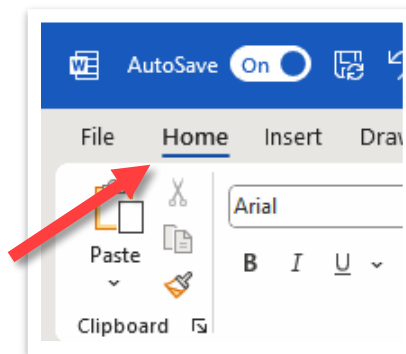 AutoSave On
File Home Insert Draw
Arial
Paste
B I U
Clipboard